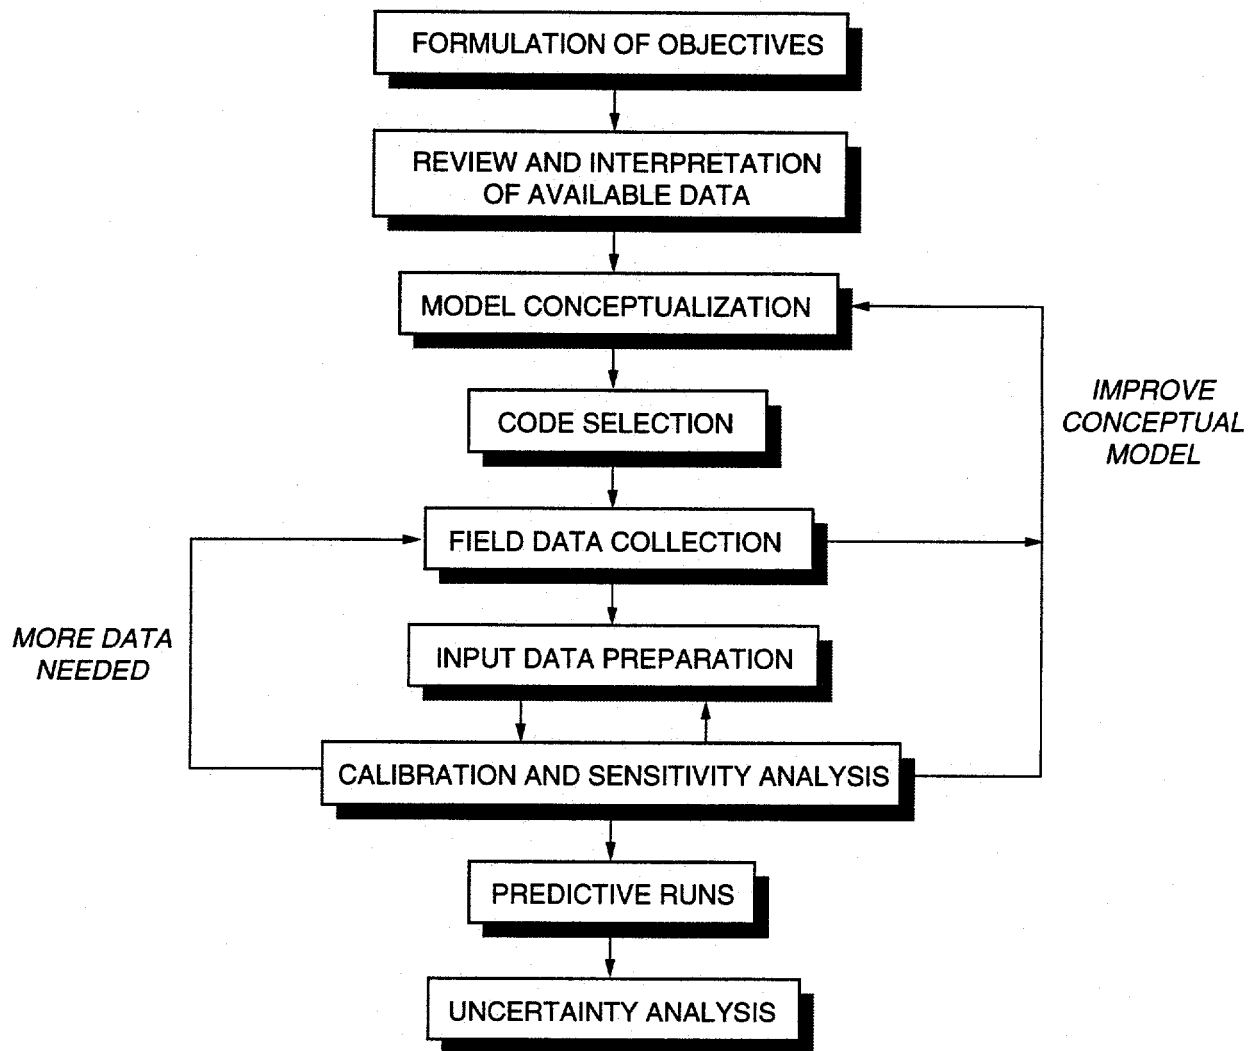 FORMULATION OF OBJECTIVES
REVIEW AND INTERPRETATION
OF AVAILABLE DATA
MODEL CONCEPTUALIZATION
CODE SELECTION
IMPROVE
CONCEPTUAL
MODEL
FIELD DATA COLLECTION
MORE DATA
NEEDED
INPUT DATA PREPARATION
CALIBRATION AND SENSITIVITY ANALYSIS
PREDICTIVE RUNS
UNCERTAINTY ANALYSIS